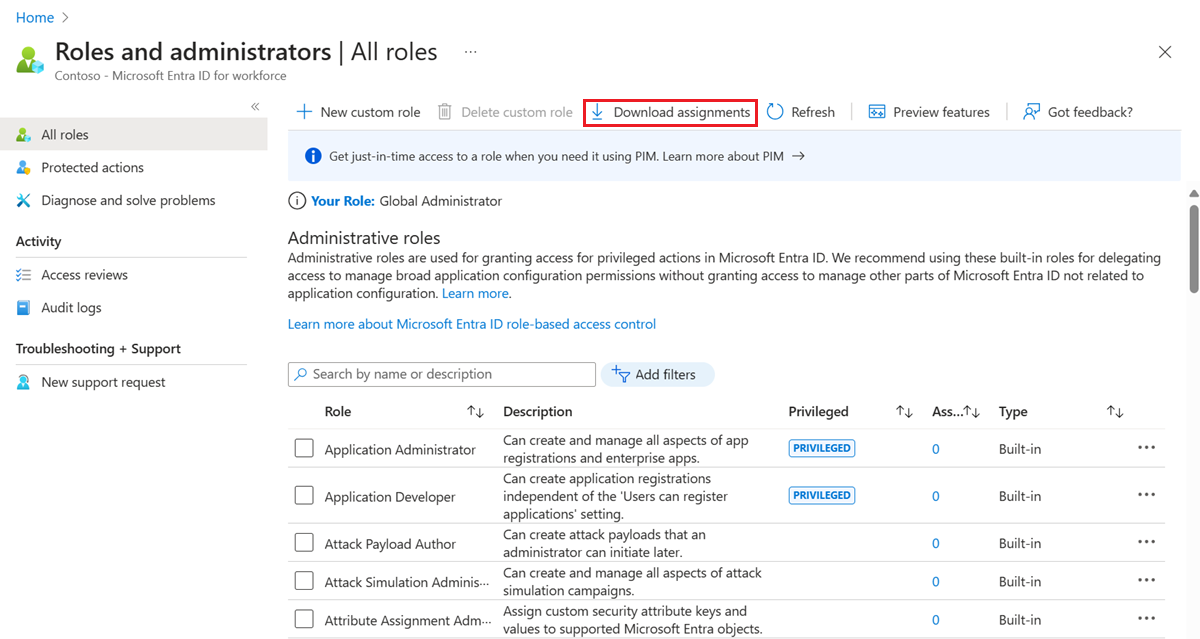 Home
Roles and administrators | All roles
Contoso - Microsoft Entra ID for workforce
All roles
Protected actions
Diagnose and solve problems
Activity
Access reviews
Audit logs
Troubleshooting + Support
New support request
New custom role
Delete custom role
Download assignments
Refresh
Preview features
Got feedback?
Get just-in-time access to a role when you need it using PIM. Learn more about PIM
Your Role: Global Administrator
Administrative roles
Administrative roles are used for granting access for privileged actions in Microsoft Entra ID. We recommend using these built-in roles for delegating
access to manage broad application configuration permissions without granting access to manage other parts of Microsoft Entra ID not related to
application configuration. Learn more.
Learn more about Microsoft Entra ID role-based access control
Search by name or description
Add filters
Role Description Privileged Ass... Type
Application Administrator
Can create and manage all aspects of app
registrations and enterprise apps.
PRIVILEGED
0
Built-in
Application Developer
Can create application registrations
independent of the 'Users can register
applications' setting.
PRIVILEGED
0
Built-in
Attack Payload Author
Can create attack payloads that an
administrator can initiate later.
0
Built-in
Attack Simulation Adminis...
Can create and manage all aspects of attack
simulation campaigns.
0
Built-in
Attribute Assignment Adm...
Assign custom security attribute keys and
values to supported Microsoft Entra objects.
0
Built-in